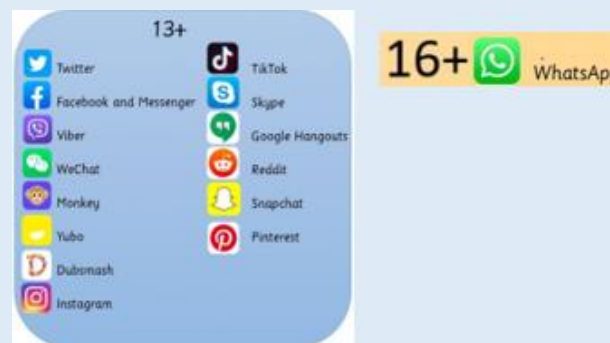 13+
Twitter
Facebook and Messenger
Viber
WeChat
Monkey
Yubo
Dubsmash
Instagram
TikTok
Skype
Google Hangouts
Reddit
Snapchat
Pinterest
16+ WhatsAp